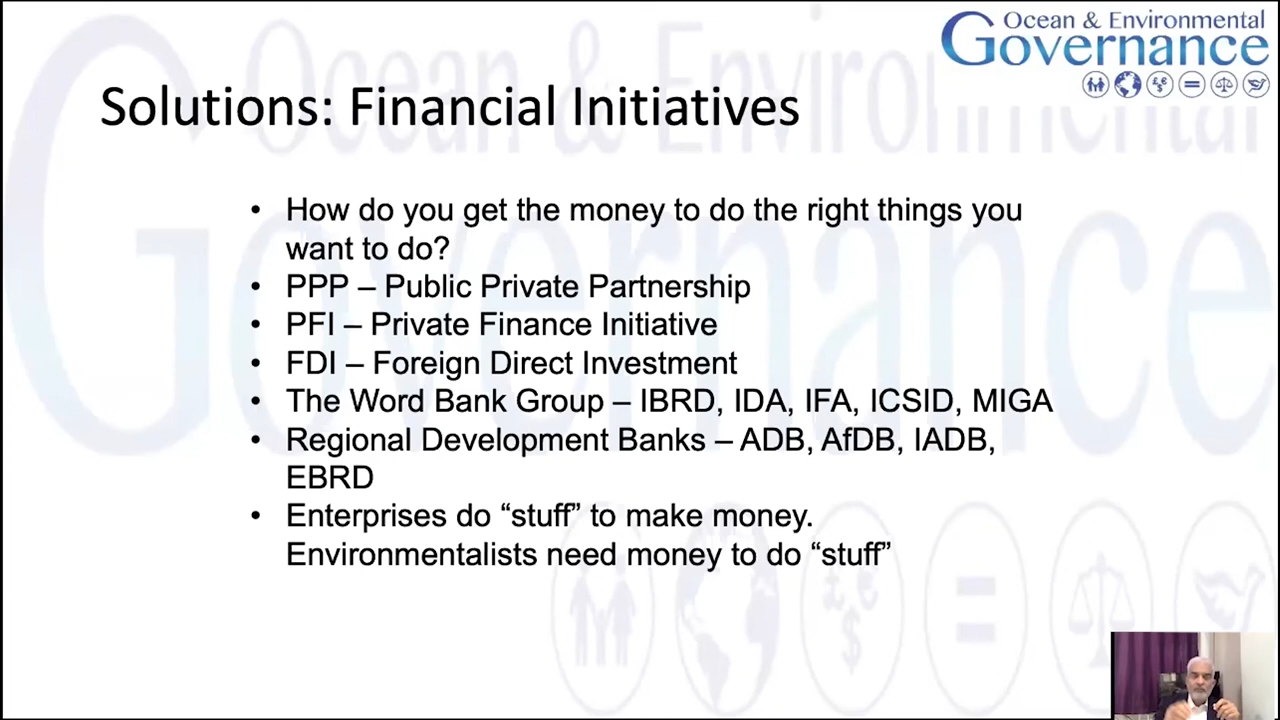 Ocean & Environmental
Governance
Solutions: Financial Initiatives
• How do you get the money to do the right things you
want to do?
• PPP – Public Private Partnership
• PFI – Private Finance Initiative
• FDI – Foreign Direct Investment
• The Word Bank Group – IBRD, IDA, IFA, ICSID, MIGA
• Regional Development Banks – ADB, AfDB, IADB,
EBRD
• Enterprises do “stuff” to make money.
Environmentalists need money to do “stuff”